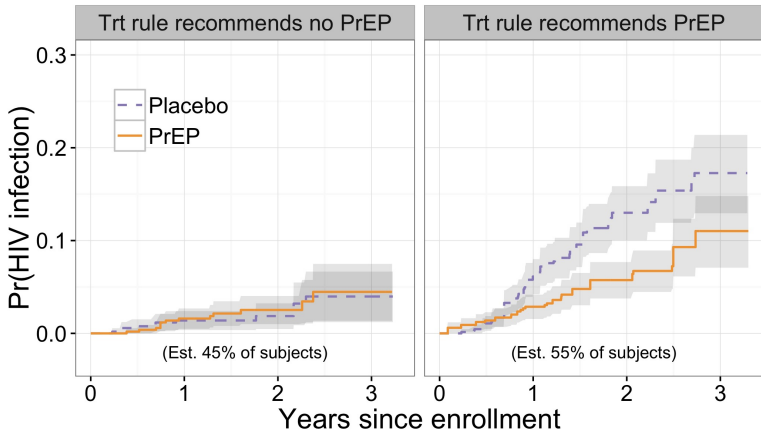 Trt rule recommends no PrEP
Trt rule recommends PrEP
Pr(HIV infection)
0.3
0.2
0.1
0.0
Placebo
PrEP
(Est. 45% of subjects)
(Est. 55% of subjects)
0 1 2 3
0 1 2 3
Years since enrollment